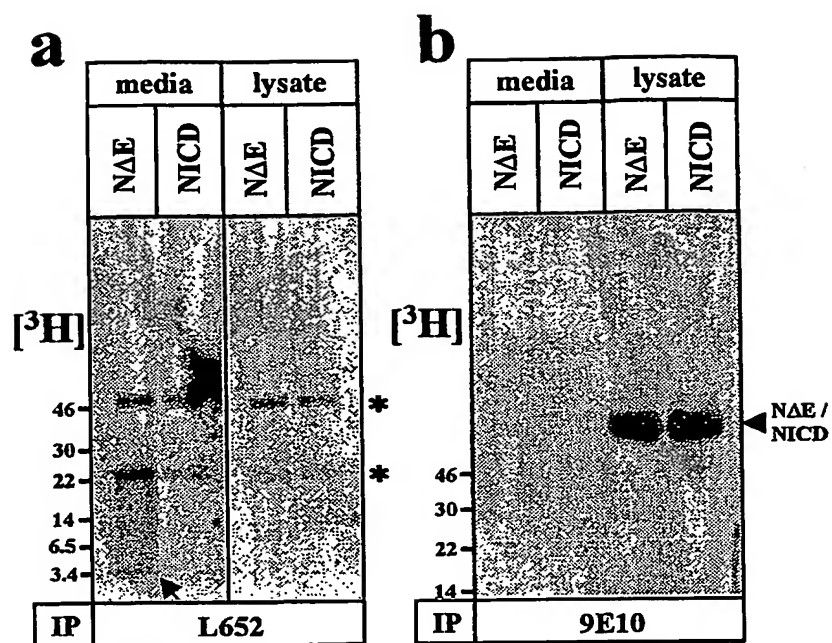 a
media lysate
NΔE NICD NΔE NICD
[³H]
46
30
22
14
6.5
3.4
*
*
IP L652
b
media lysate
NΔE NICD NΔE NICD
[³H]
46
30
22
14
NΔE /
NICD
IP 9E10